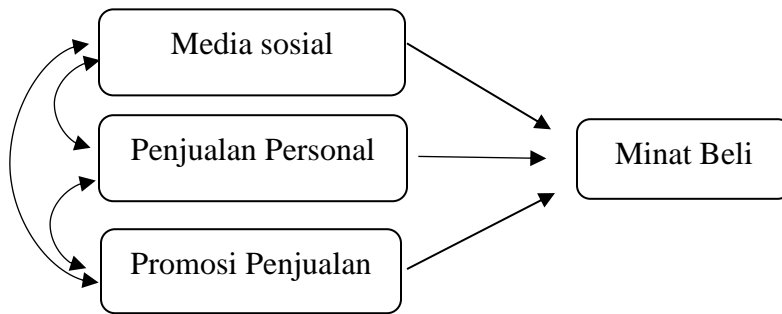 Media sosial
Penjualan Personal
Minat Beli
Promosi Penjualan